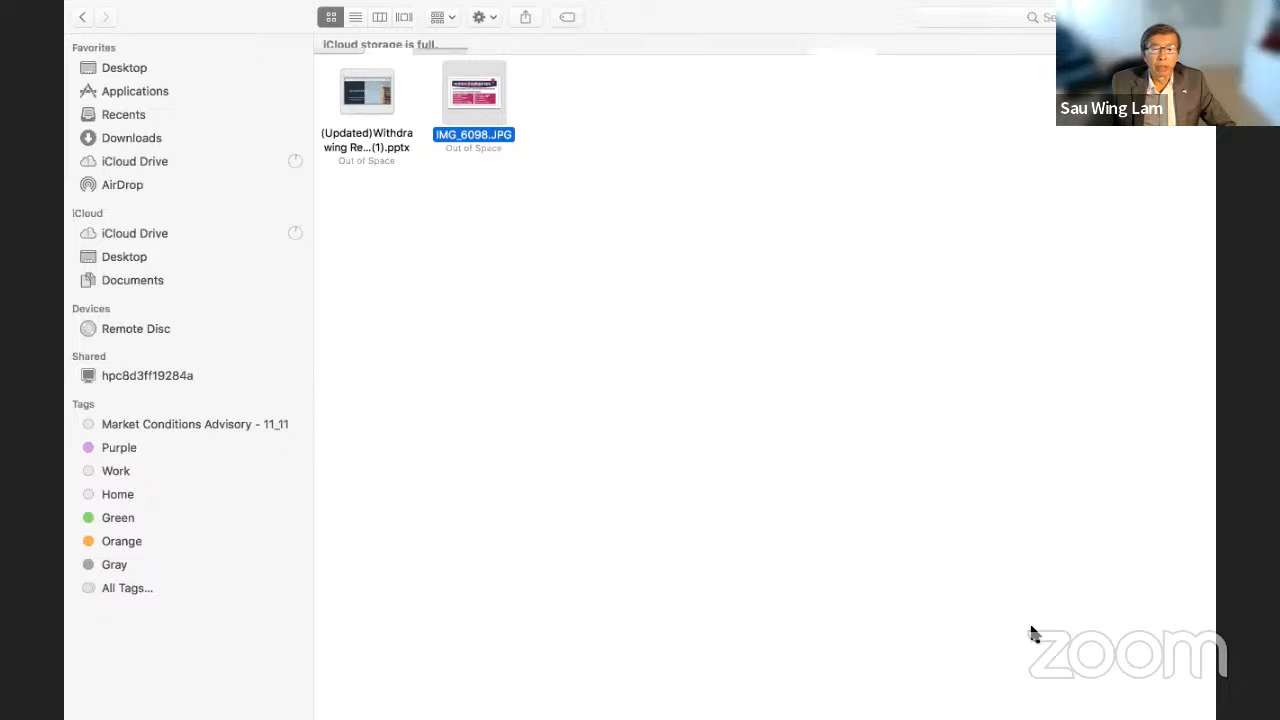 Se
iCloud storage is full.
Favorites
Desktop
Applications
Recents
Downloads
iCloud Drive
AirDrop
iCloud
iCloud Drive
Desktop
Documents
Devices
Remote Disc
Shared
hpc8d3ff19284a
Tags
Market Conditions Advisory - 11_11
Purple
Work
Home
Green
Orange
Gray
All Tags...
(Updated)Withdra
wing Re...(1).pptx
Out of Space
IMG_6098.JPG
Out of Space
Sau Wing Lam
zoom